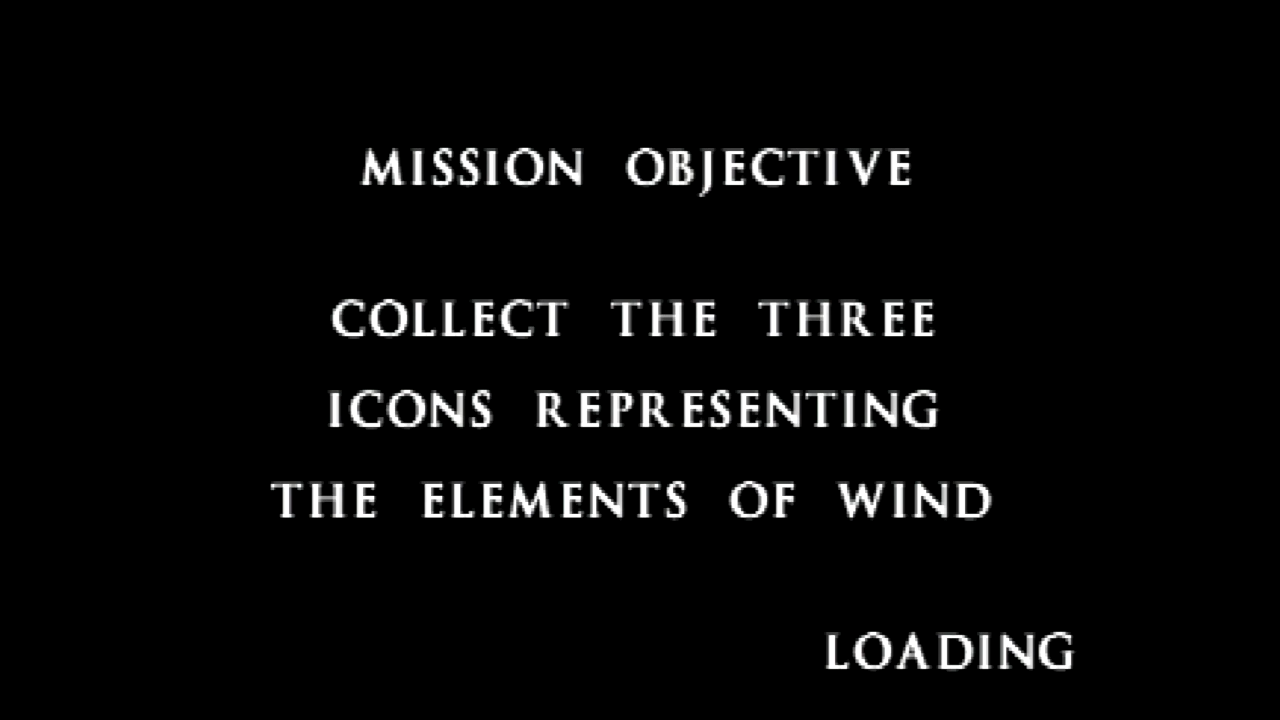 MISSION OBJECTIVE
COLLECT THE THREE
ICONS REPRESENTING
THE ELEMENTS OF WIND
LOADING